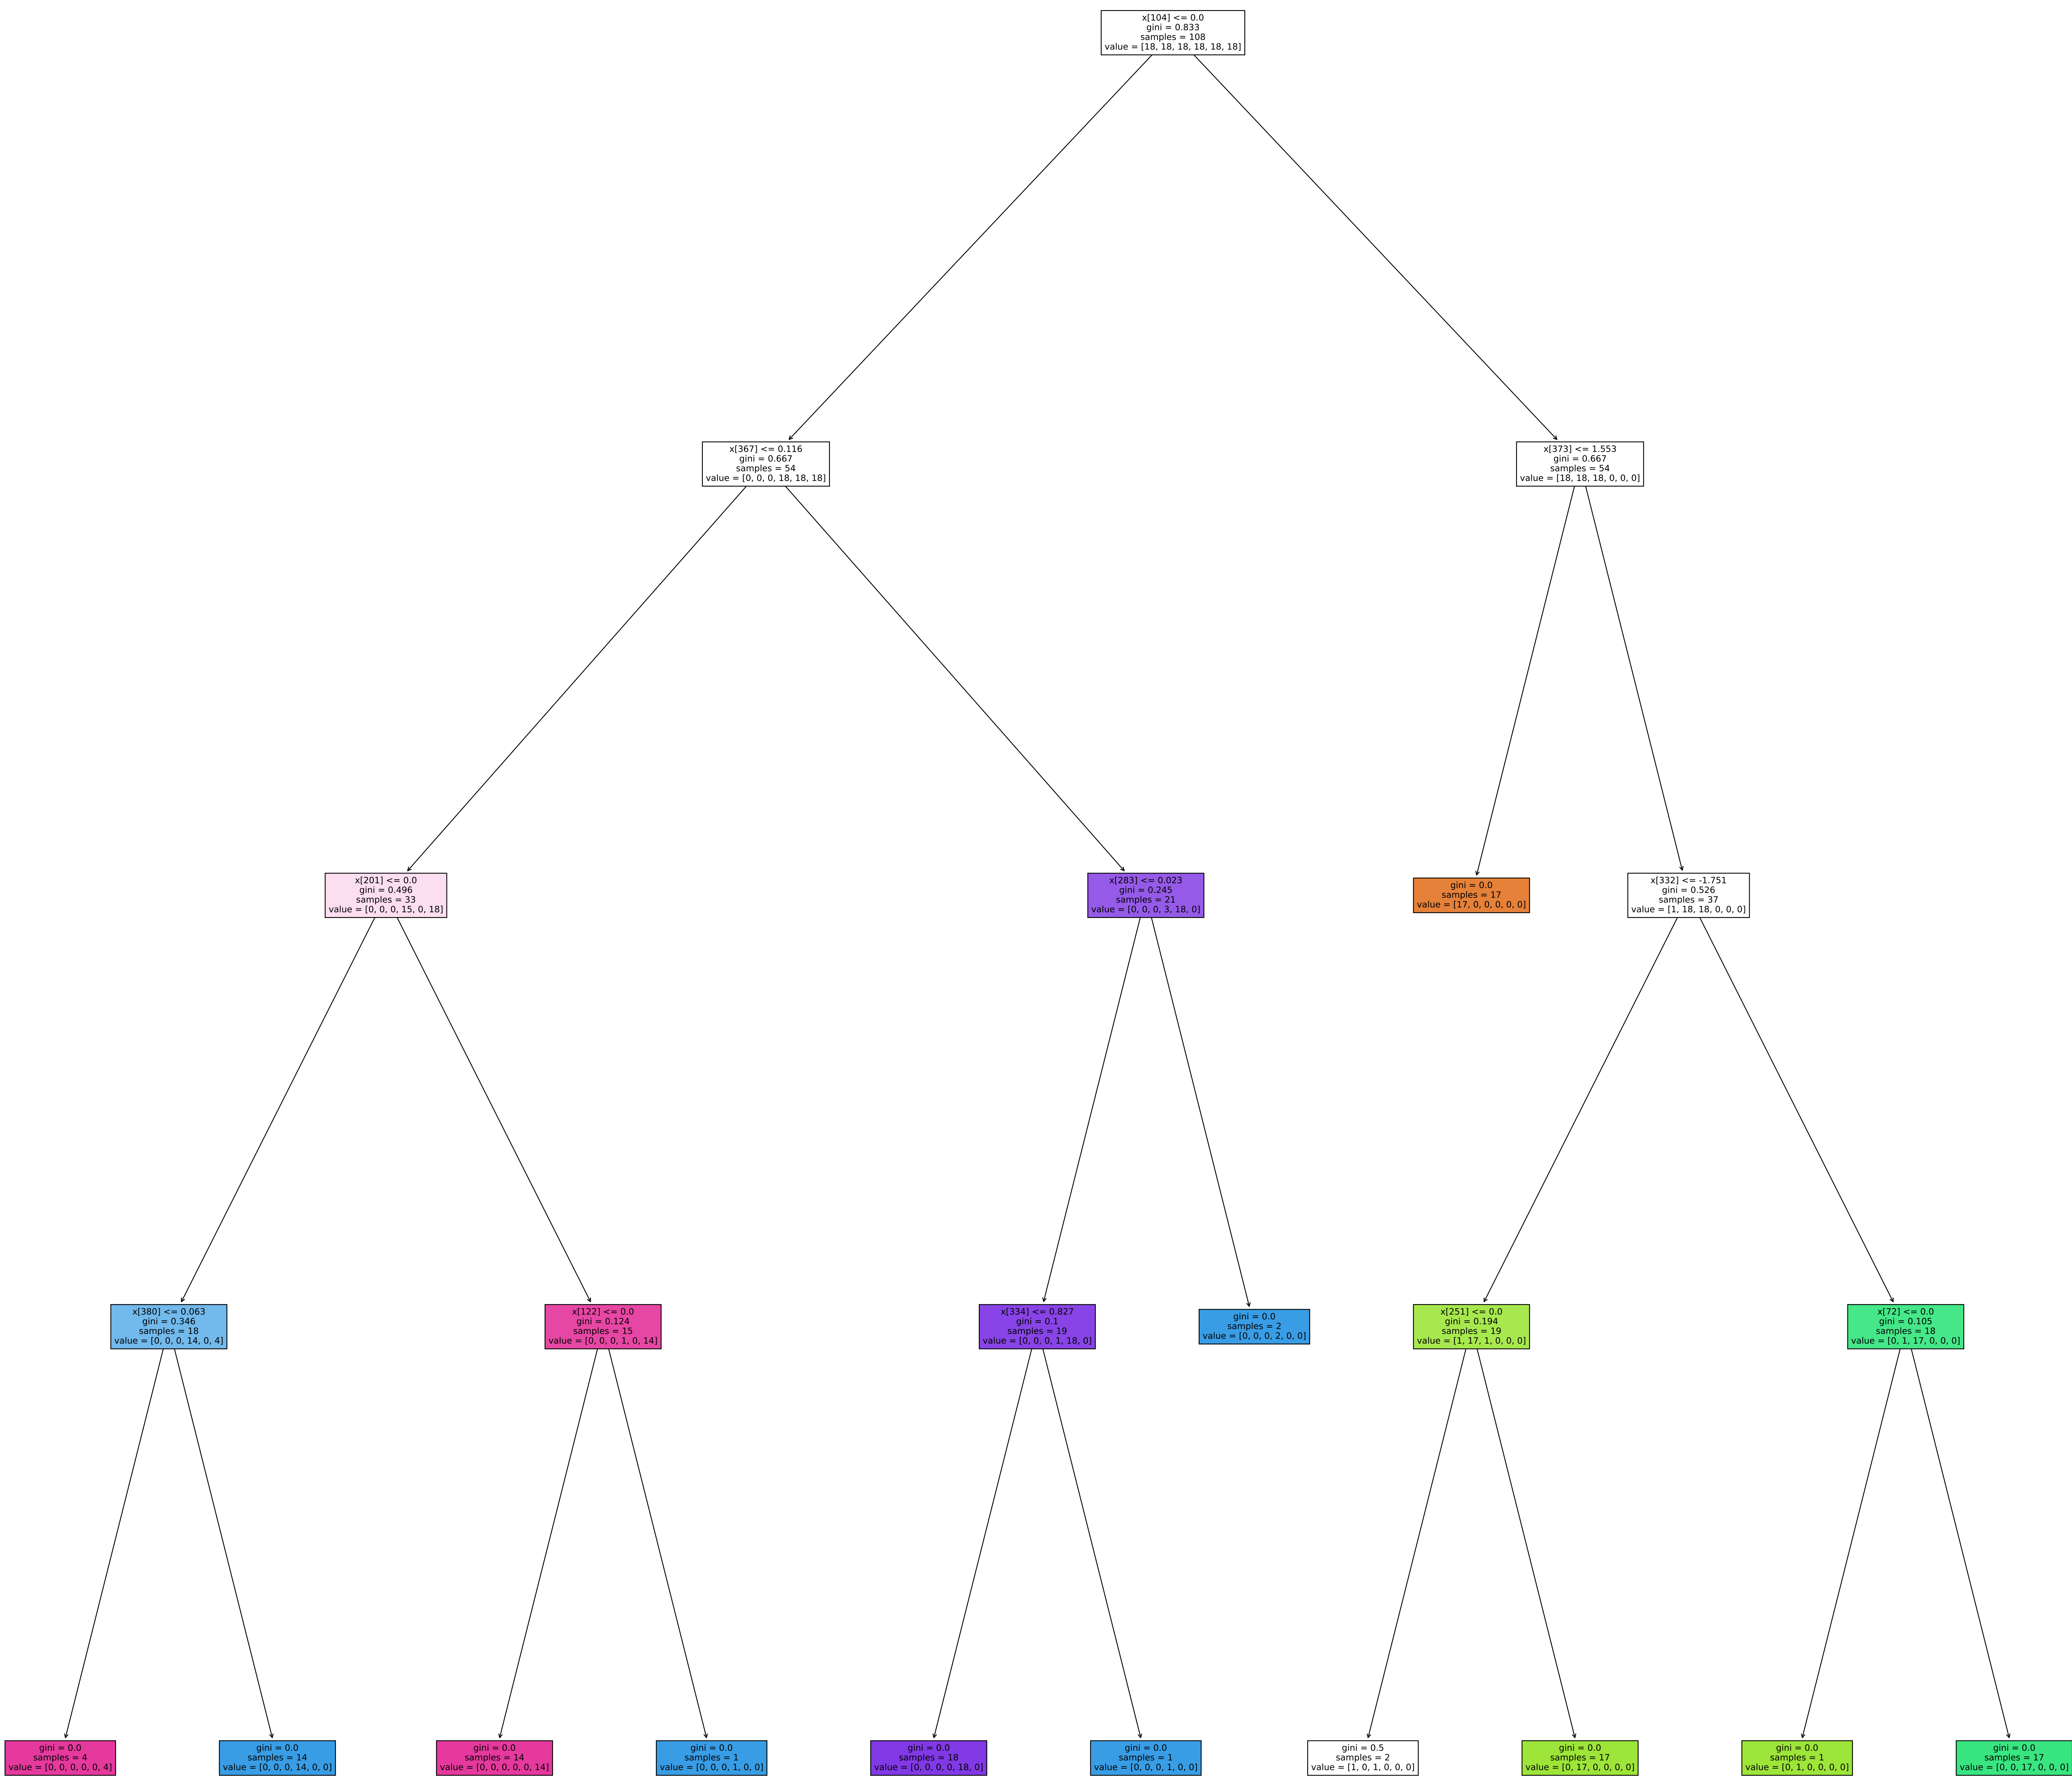 x[104] <= 0.0
gini = 0.833
samples = 108
value = [18, 18, 18, 18, 18, 18]
x[367] <= 0.116
gini = 0.667
samples = 54
value = [0, 0, 0, 18, 18, 18]
x[373] <= 1.553
gini = 0.667
samples = 54
value = [18, 18, 18, 0, 0, 0]
x[201] <= 0.0
gini = 0.496
samples = 33
value = [0, 0, 0, 15, 0, 18]
x[283] <= 0.023
gini = 0.245
samples = 21
value = [0, 0, 0, 3, 18, 0]
gini = 0.0
samples = 17
value = [17, 0, 0, 0, 0, 0]
x[332] <= -1.751
gini = 0.526
samples = 37
value = [1, 18, 18, 0, 0, 0]
x[380] <= 0.063
gini = 0.346
samples = 18
value = [0, 0, 0, 14, 0, 4]
x[122] <= 0.0
gini = 0.124
samples = 15
value = [0, 0, 0, 1, 0, 14]
x[334] <= 0.827
gini = 0.1
samples = 19
value = [0, 0, 0, 1, 18, 0]
gini = 0.0
samples = 2
value = [0, 0, 0, 2, 0, 0]
x[251] <= 0.0
gini = 0.194
samples = 19
value = [1, 17, 1, 0, 0, 0]
x[72] <= 0.0
gini = 0.105
samples = 18
value = [0, 1, 17, 0, 0, 0]
gini = 0.0
samples = 4
value = [0, 0, 0, 0, 0, 4]
gini = 0.0
samples = 14
value = [0, 0, 0, 14, 0, 0]
gini = 0.0
samples = 14
value = [0, 0, 0, 0, 0, 14]
gini = 0.0
samples = 1
value = [0, 0, 0, 1, 0, 0]
gini = 0.0
samples = 18
value = [0, 0, 0, 0, 18, 0]
gini = 0.0
samples = 1
value = [0, 0, 0, 1, 0, 0]
gini = 0.5
samples = 2
value = [1, 0, 1, 0, 0, 0]
gini = 0.0
samples = 17
value = [0, 17, 0, 0, 0, 0]
gini = 0.0
samples = 1
value = [0, 1, 0, 0, 0, 0]
gini = 0.0
samples = 17
value = [0, 0, 17, 0, 0, 0]